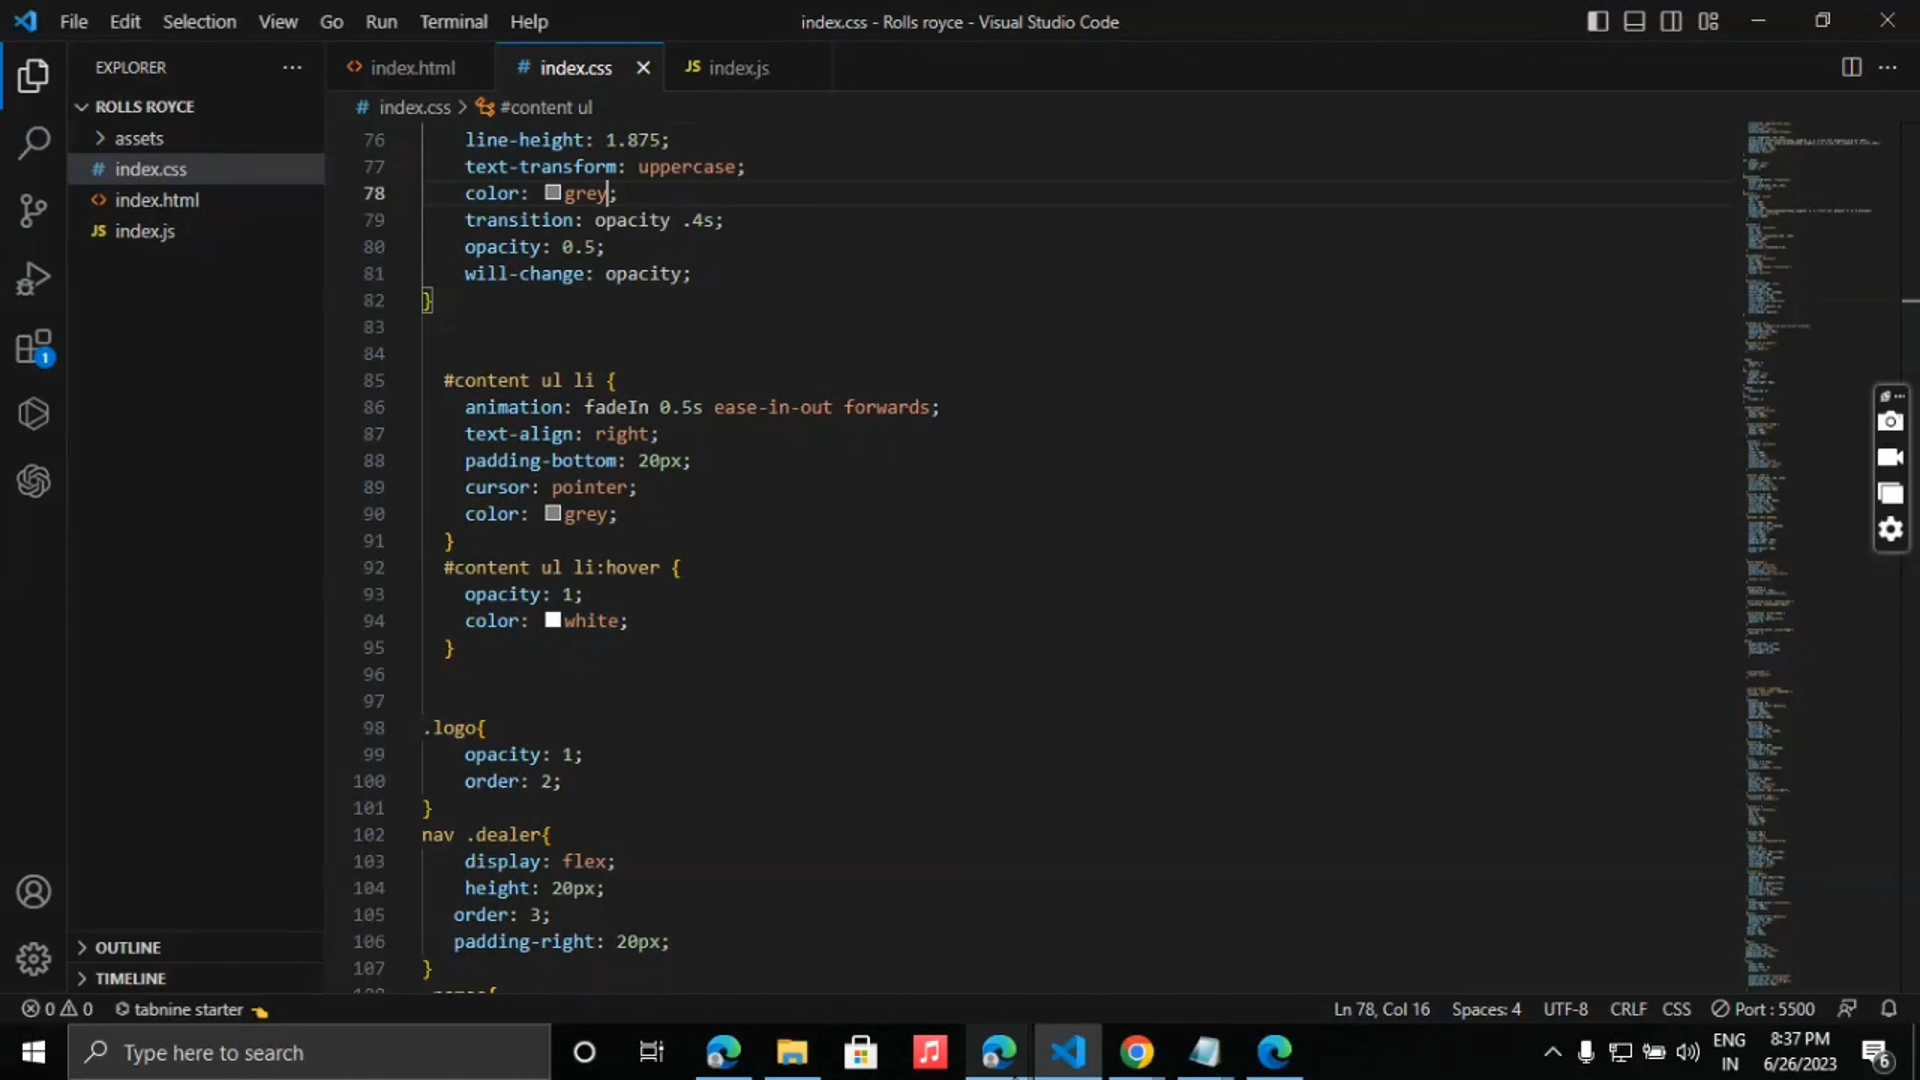 File Edit Selection View Go Run Terminal Help
index.css - Rolls royce - Visual Studio Code
EXPLORER
ROLLS ROYCE
assets
# index.css
<> index.html
JS index.js
OUTLINE
TIMELINE
<> index.html
# index.css
JS index.js
# index.css > #content ul
76 line-height: 1.875;
77 text-transform: uppercase;
78 color: grey;
79 transition: opacity .4s;
80 opacity: 0.5;
81 will-change: opacity;
82 }
83
84
85 #content ul li {
86 animation: fadeIn 0.5s ease-in-out forwards;
87 text-align: right;
88 padding-bottom: 20px;
89 cursor: pointer;
90 color: grey;
91 }
92 #content ul li:hover {
93 opacity: 1;
94 color: white;
95 }
96
97
98 .logo{
99 opacity: 1;
100 order: 2;
101 }
102 nav .dealer{
103 display: flex;
104 height: 20px;
105 order: 3;
106 padding-right: 20px;
107 }
1
0 0 tabnine starter
Ln 78, Col 16 Spaces: 4 UTF-8 CRLF CSS Port : 5500
Type here to search
ENG
IN
8:37 PM
6/26/2023
6